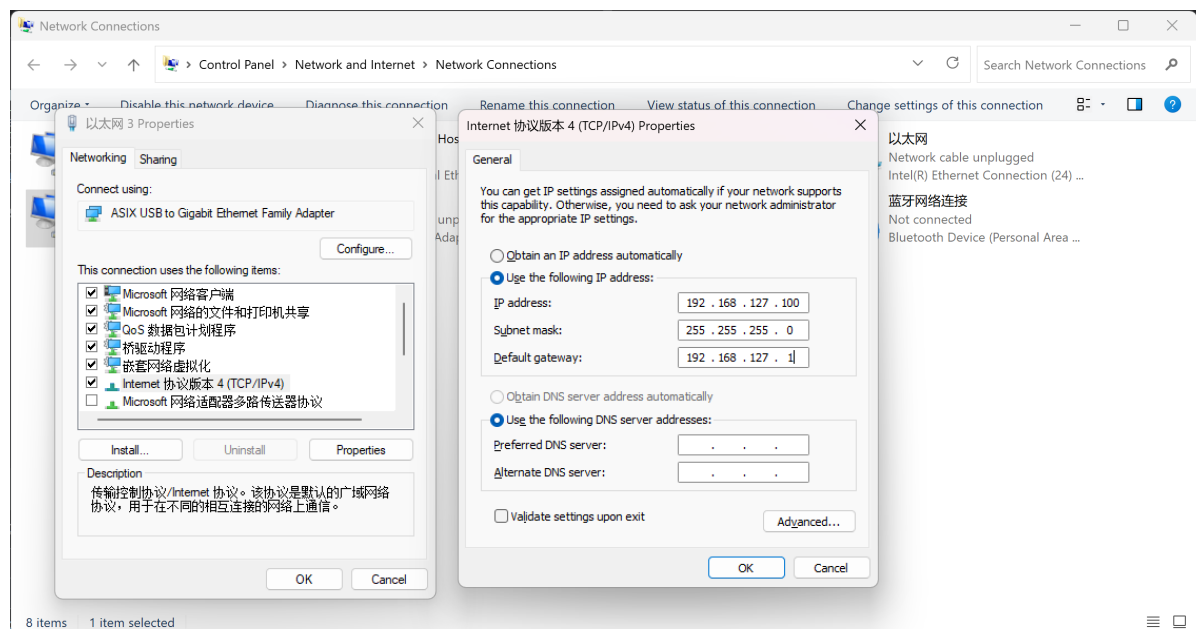 Network Connections
Control Panel > Network and Internet > Network Connections
Search Network Connections
Organize
Disable this network device
Diagnose this connection
Rename this connection
View status of this connection
Change settings of this connection
以太网 3 Properties
Networking
Sharing
Connect using:
ASIX USB to Gigabit Ethernet Family Adapter
Configure...
This connection uses the following items:
Microsoft 网络客户端
Microsoft 网络的文件和打印机共享
QoS 数据包计划程序
桥驱动程序
嵌套网络虚拟化
Internet 协议版本 4 (TCP/IPv4)
Microsoft 网络适配器多路传送器协议
Install...
Uninstall
Properties
Description
传输控制协议/Internet 协议。该协议是默认的广域网络
协议，用于在不同的相互连接的网络上通信。
OK
Cancel
Internet 协议版本 4 (TCP/IPv4) Properties
General
You can get IP settings assigned automatically if your network supports
this capability. Otherwise, you need to ask your network administrator
for the appropriate IP settings.
Obtain an IP address automatically
Use the following IP address:
IP address:
192 . 168 . 127 . 100
Subnet mask:
255 . 255 . 255 . 0
Default gateway:
192 . 168 . 127 . 1
Obtain DNS server address automatically
Use the following DNS server addresses:
Preferred DNS server:
Alternate DNS server:
Validate settings upon exit
Advanced...
OK
Cancel
以太网
Network cable unplugged
Intel(R) Ethernet Connection (24) ...
蓝牙网络连接
Not connected
Bluetooth Device (Personal Area ...
8 items
1 item selected